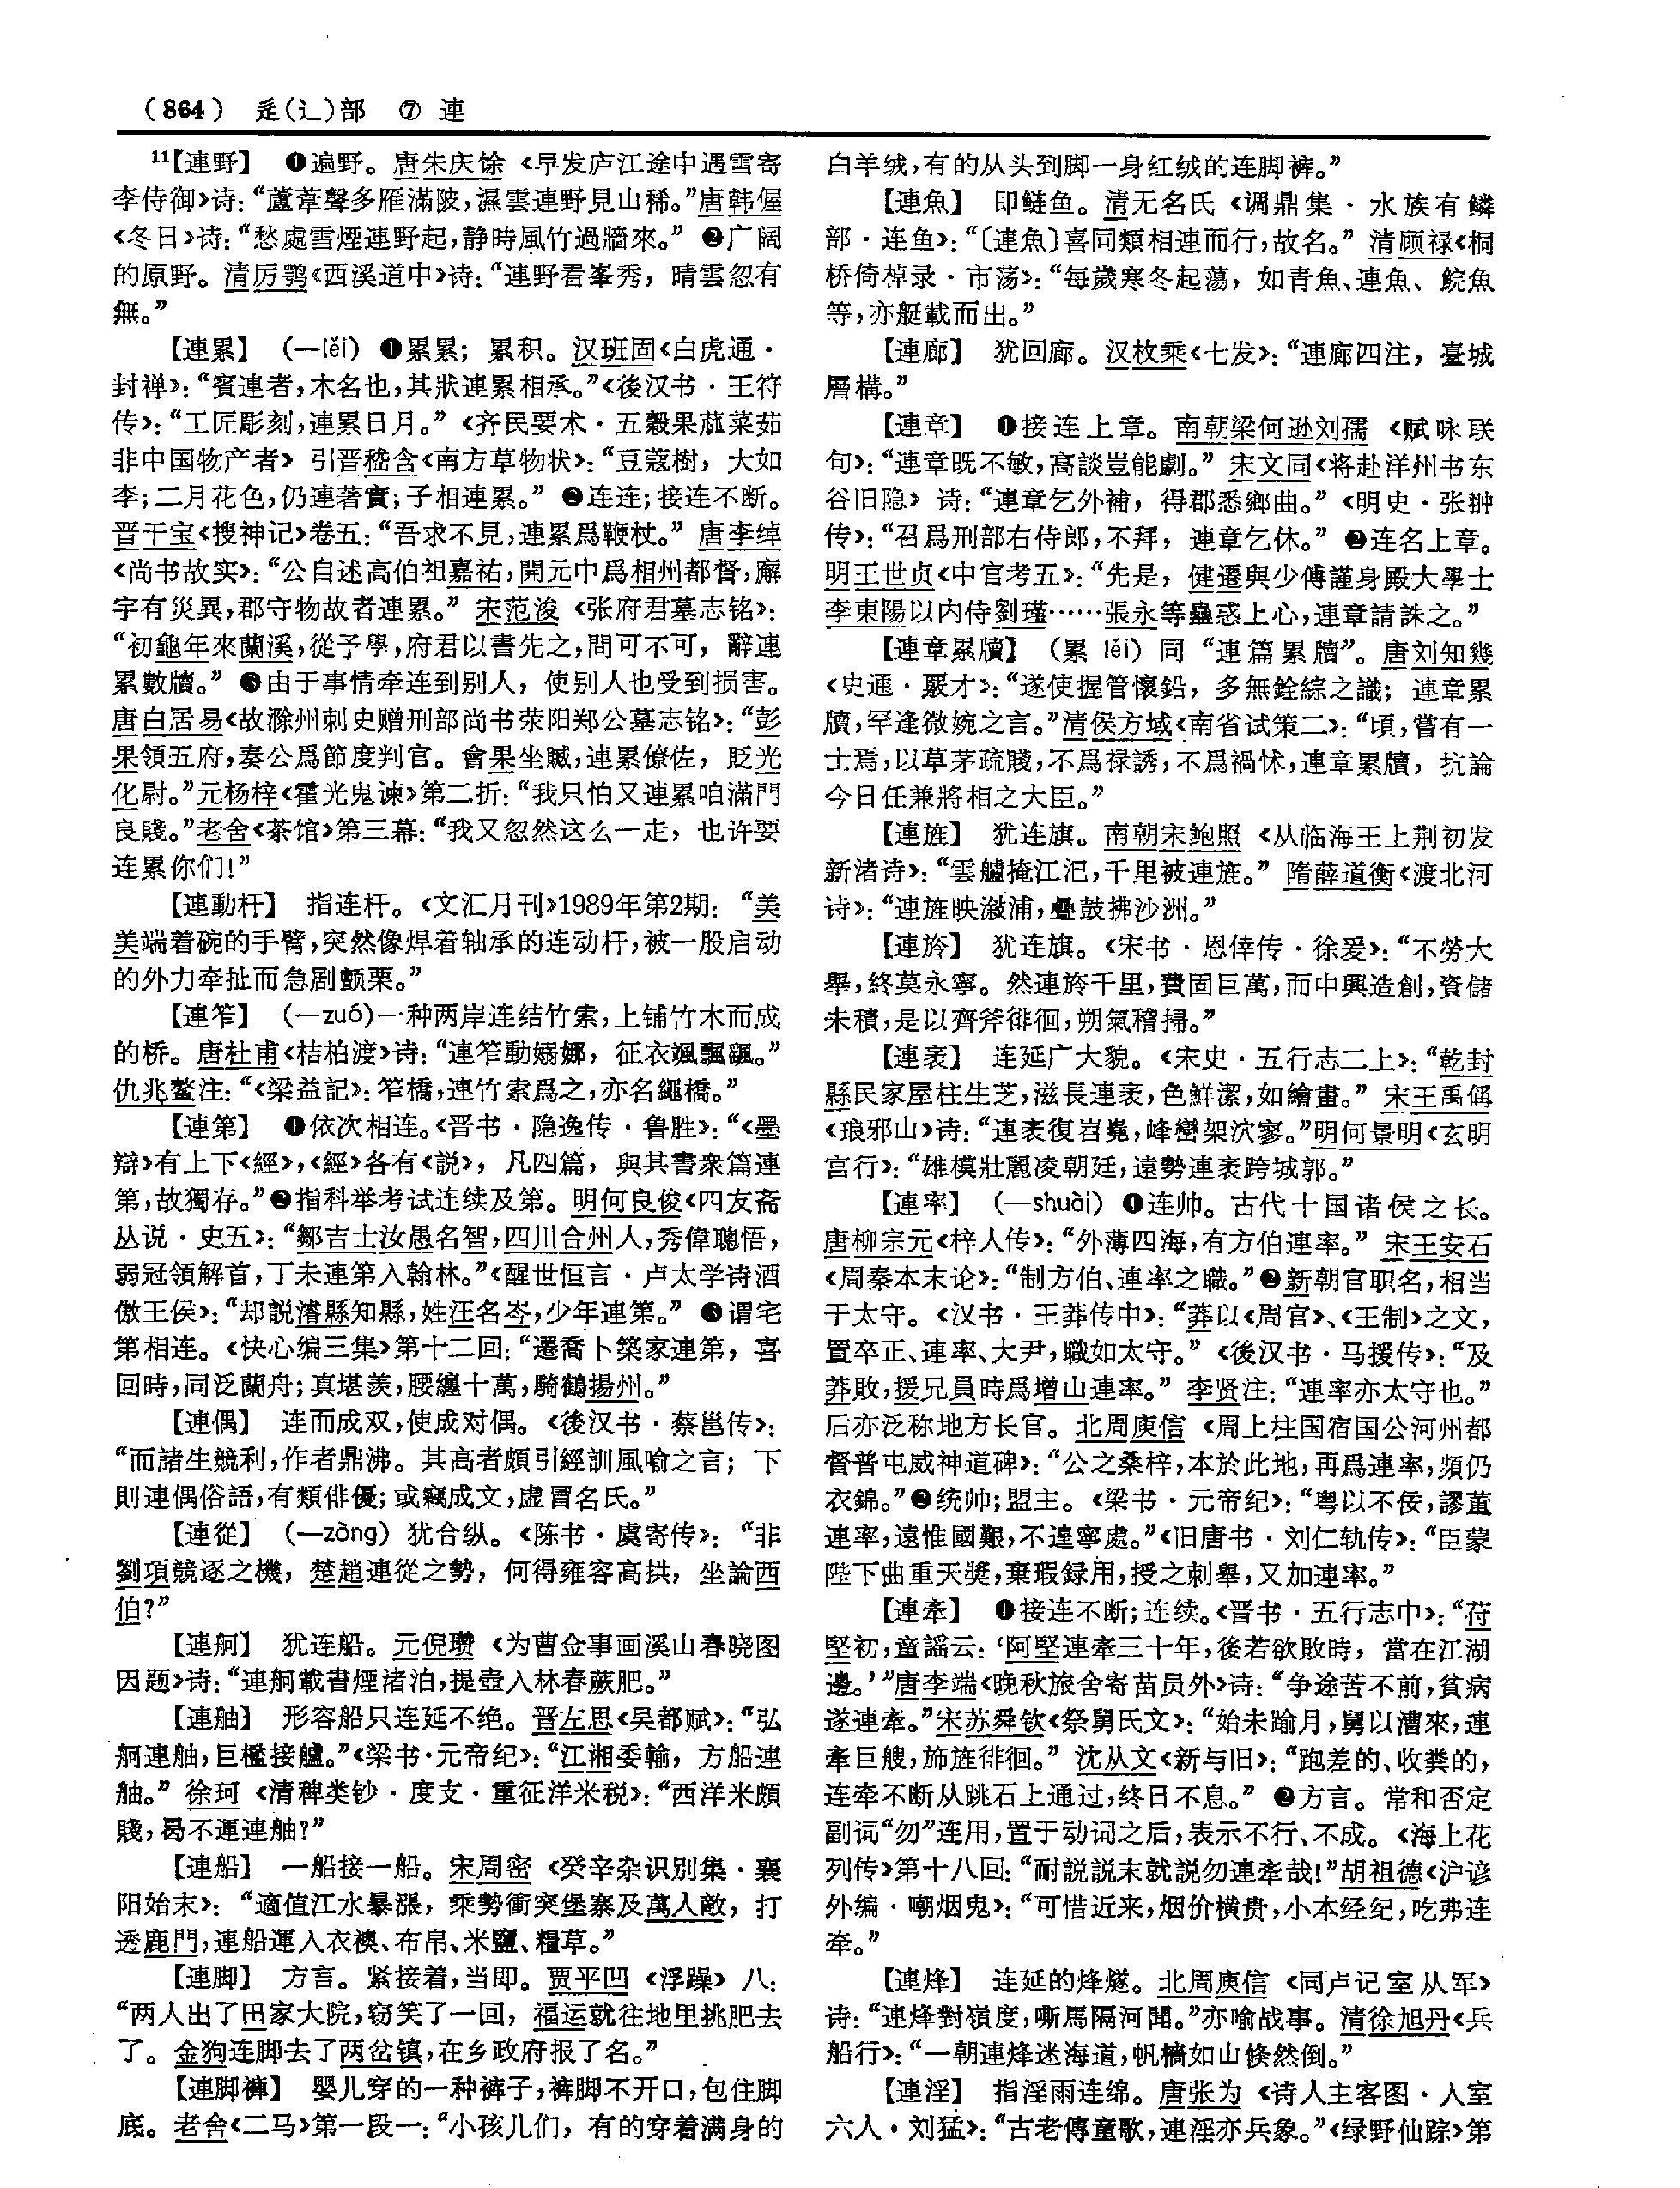 (864) 辵(辶)部 ⑦ 連
11【連野】 ❶遍野。唐朱庆馀《早发庐江途中遇雪寄
李侍御》诗：“蘆葦聲多雁滿陂，濕雲連野見山稀。”唐韩偓
《冬日》诗：“愁處雪煙連野起，静時風竹過牆來。” ❷广阔
的原野。清厉鹗《西溪道中》诗：“連野看峯秀，晴雲忽有
無。”
【連累】 （—lěi）❶累累；累积。汉班固《白虎通·
封禅》：“賓連者，木名也，其狀連累相承。”《後汉书·王符
传》：“工匠彫刻，連累日月。”《齐民要术·五穀果蓏菜茹
非中国物产者》引晋嵇含《南方草物状》：“豆蔻樹，大如
李；二月花色，仍連著實；子相連累。” ❷连连；接连不断。
晋干宝《搜神记》卷五：“吾求不見，連累爲鞭杖。” 唐李绰
《尚书故实》：“公自述高伯祖嘉祐，開元中爲相州都督，廨
宇有災異，郡守物故者連累。” 宋范浚《张府君墓志铭》：
“初龜年來蘭溪，從予學，府君以書先之，問可不可，辭連
累數牘。” ❸由于事情牵连到别人，使别人也受到损害。
唐白居易《故滁州刺史赠刑部尚书荥阳郑公墓志铭》：“彭
果領五府，奏公爲節度判官。會果坐贓，連累僚佐，貶光
化尉。”元杨梓《霍光鬼谏》第二折：“我只怕又連累咱滿門
良賤。”老舍《茶馆》第三幕：“我又忽然这么一走，也许要
连累你们！”
【連動杆】 指连杆。《文汇月刊》1989年第2期：“美
美端着碗的手臂，突然像焊着轴承的连动杆，被一股启动
的外力牵扯而急剧颤栗。”
【連笮】 （—zuó）一种两岸连结竹索，上铺竹木而成
的桥。唐杜甫《桔柏渡》诗：“連笮動嫋娜，征衣颯飄颻。”
仇兆鳌注：“《梁益記》：笮橋，連竹索爲之，亦名繩橋。”
【連第】 ❶依次相连。《晋书·隐逸传·鲁胜》：“《墨
辯》有上下《經》，《經》各有《説》，凡四篇，與其書衆篇連
第，故獨存。”❷指科举考试连续及第。明何良俊《四友斋
丛说·史五》：“鄒吉士汝愚名智，四川合州人，秀偉聰悟，
弱冠領解首，丁未連第入翰林。”《醒世恒言·卢太学诗酒
傲王侯》：“却説濬縣知縣，姓汪名岑，少年連第。” ❸谓宅
第相连。《快心编三集》第十二回：“遷喬卜築家連第，喜
回時，同泛蘭舟；真堪羨，腰纏十萬，騎鶴揚州。”
【連偶】 连而成双，使成对偶。《後汉书·蔡邕传》：
“而諸生競利，作者鼎沸。其高者頗引經訓風喻之言；下
則連偶俗語，有類俳優；或竊成文，虚冒名氏。”
【連從】 （—zòng）犹合纵。《陈书·虞寄传》：“非
劉項競逐之機，楚趙連從之勢，何得雍容高拱，坐論西
伯？”
【連舸】 犹连船。元倪瓒《为曹佥事画溪山春晓图
因题》诗：“連舸載書煙渚泊，提壺入林春蕨肥。”
【連舳】 形容船只连延不绝。晋左思《吴都赋》：“弘
舸連舳，巨檻接艫。”《梁书·元帝纪》：“江湘委輸，方船連
舳。” 徐珂《清稗类钞·度支·重征洋米税》：“西洋米頗
賤，曷不運連舳？”
【連船】 一船接一船。宋周密《癸辛杂识别集·襄
阳始末》：“適值江水暴漲，乘勢衝突堡寨及萬人敵，打
透鹿門，連船運入衣襖、布帛、米鹽、糧草。”
【連脚】 方言。紧接着，当即。贾平凹《浮躁》八：
“两人出了田家大院，窃笑了一回，福运就往地里挑肥去
了。金狗连脚去了两岔镇，在乡政府报了名。”
【連脚褲】 婴儿穿的一种裤子，裤脚不开口，包住脚
底。老舍《二马》第一段一：“小孩儿们，有的穿着满身的
白羊绒，有的从头到脚一身红绒的连脚裤。”
【連魚】 即鲢鱼。清无名氏《调鼎集·水族有鳞
部·连鱼》：“〔連魚〕喜同類相連而行，故名。” 清顾禄《桐
桥倚棹录·市荡》：“每歲寒冬起蕩，如青魚、連魚、鯇魚
等，亦艇載而出。”
【連廊】 犹回廊。汉枚乘《七发》：“連廊四注，臺城
層構。”
【連章】 ❶接连上章。南朝梁何逊刘孺《赋咏联
句》：“連章既不敏，高談豈能劇。” 宋文同《将赴洋州书东
谷旧隐》诗：“連章乞外補，得郡悉鄉曲。”《明史·张翀
传》：“召爲刑部右侍郎，不拜，連章乞休。” ❷连名上章。
明王世贞《中官考五》：“先是，健遷與少傅謹身殿大學士
李東陽以内侍劉瑾……張永等蠱惑上心，連章請誅之。”
【連章累牘】 （累 lěi）同“連篇累牘”。唐刘知幾
《史通·覈才》：“遂使握管懷鉛，多無銓綜之識；連章累
牘，罕逢微婉之言。”清侯方域《南省试策二》：“頃，嘗有一
士焉，以草茅疏賤，不爲禄誘，不爲禍怵，連章累牘，抗論
今日任兼將相之大臣。”
【連旌】 犹连旗。南朝宋鲍照《从临海王上荆初发
新渚诗》：“雲艫掩江汜，千里被連旌。” 隋薛道衡《渡北河
诗》：“連旌映溆浦，疊鼓拂沙洲。”
【連旍】 犹连旗。《宋书·恩倖传·徐爰》：“不勞大
舉，終莫永寧。然連旍千里，費固巨萬，而中興造創，資儲
未積，是以齊斧徘徊，朔氣稽掃。”
【連袤】 连延广大貌。《宋史·五行志二上》：“乾封
縣民家屋柱生芝，滋長連袤，色鮮潔，如繪畫。” 宋王禹偁
《琅邪山》诗：“連袤復岧嶤，峰巒架泬寥。”明何景明《玄明
宫行》：“雄模壯麗凌朝廷，遠勢連袤跨城郭。”
【連率】 （—shuài）❶连帅。古代十国诸侯之长。
唐柳宗元《梓人传》：“外薄四海，有方伯連率。” 宋王安石
《周秦本末论》：“制方伯、連率之職。”❷新朝官职名，相当
于太守。《汉书·王莽传中》：“莽以《周官》、《王制》之文，
置卒正、連率、大尹，職如太守。”《後汉书·马援传》：“及
莽敗，援兄員時爲增山連率。” 李贤注：“連率亦太守也。”
后亦泛称地方长官。北周庾信《周上柱国宿国公河州都
督普屯威神道碑》：“公之桑梓，本於此地，再爲連率，頻仍
衣錦。”❷统帅；盟主。《梁书·元帝纪》：“粤以不佞，謬董
連率，遠惟國艱，不遑寧處。”《旧唐书·刘仁轨传》：“臣蒙
陛下曲重天奬，棄瑕録用，授之刺舉，又加連率。”
【連牽】 ❶接连不断；连续。《晋书·五行志中》：“苻
堅初，童謡云：‘阿堅連牽三十年，後若欲敗時，當在江湖
邊。’”唐李端《晚秋旅舍寄苗员外》诗：“争途苦不前，貧病
遂連牽。”宋苏舜钦《祭舅氏文》：“始未踰月，舅以漕來，連
牽巨艘，斾旌徘徊。” 沈从文《新与旧》：“跑差的、收粪的，
连牵不断从跳石上通过，终日不息。” ❷方言。常和否定
副词“勿”连用，置于动词之后，表示不行、不成。《海上花
列传》第十八回：“耐説説末就説勿連牽哉！”胡祖德《沪谚
外编·嘲烟鬼》：“可惜近来，烟价横贵，小本经纪，吃弗连
牵。”
【連烽】 连延的烽燧。北周庾信《同卢记室从军》
诗：“連烽對嶺度，嘶馬隔河聞。”亦喻战事。清徐旭丹《兵
船行》：“一朝連烽迷海道，帆檣如山倏然倒。”
【連淫】 指淫雨连绵。唐张为《诗人主客图·入室
六人·刘猛》：“古老傳童歌，連淫亦兵象。”《绿野仙踪》第